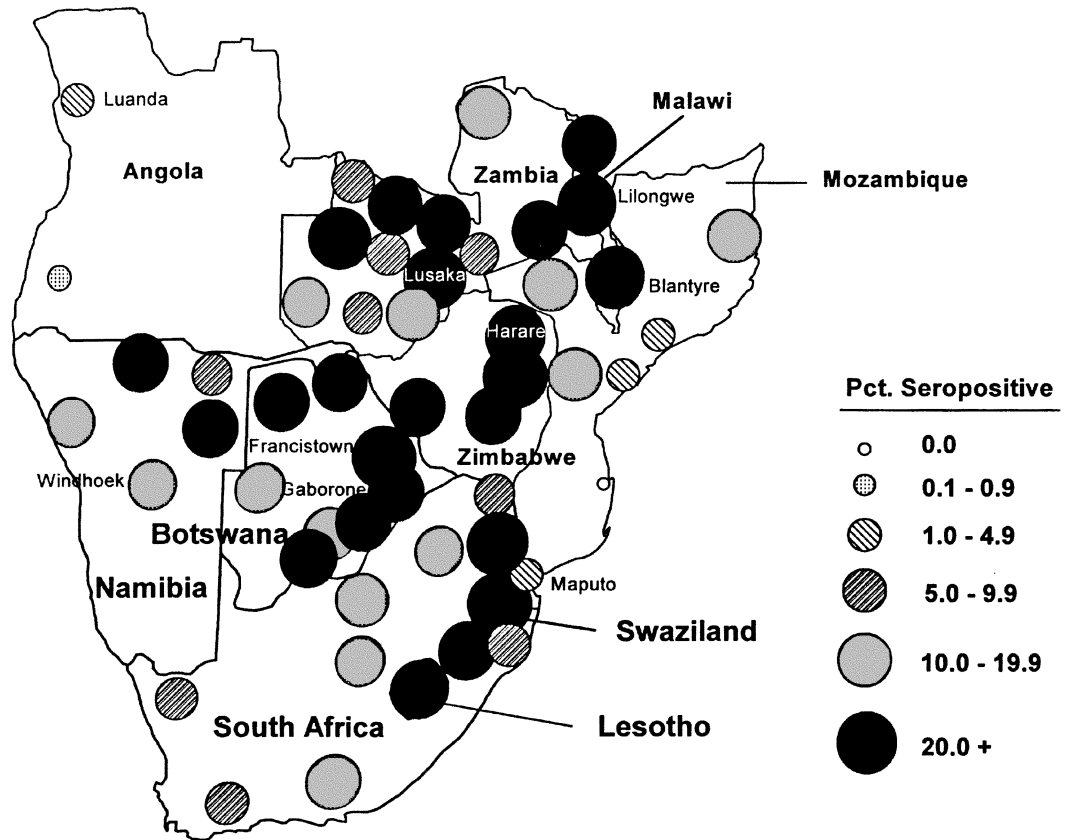 Luanda
Malawi
Angola
Zambia
Mozambique
Lilongwe
Lusaka
Blantyre
Harare
Pct. Seropositive
0.0
0.1 - 0.9
1.0 - 4.9
5.0 - 9.9
10.0 - 19.9
20.0 +
Francistown
Zimbabwe
Windhoek
Gaborone
Botswana
Namibia
Maputo
Swaziland
South Africa
Lesotho